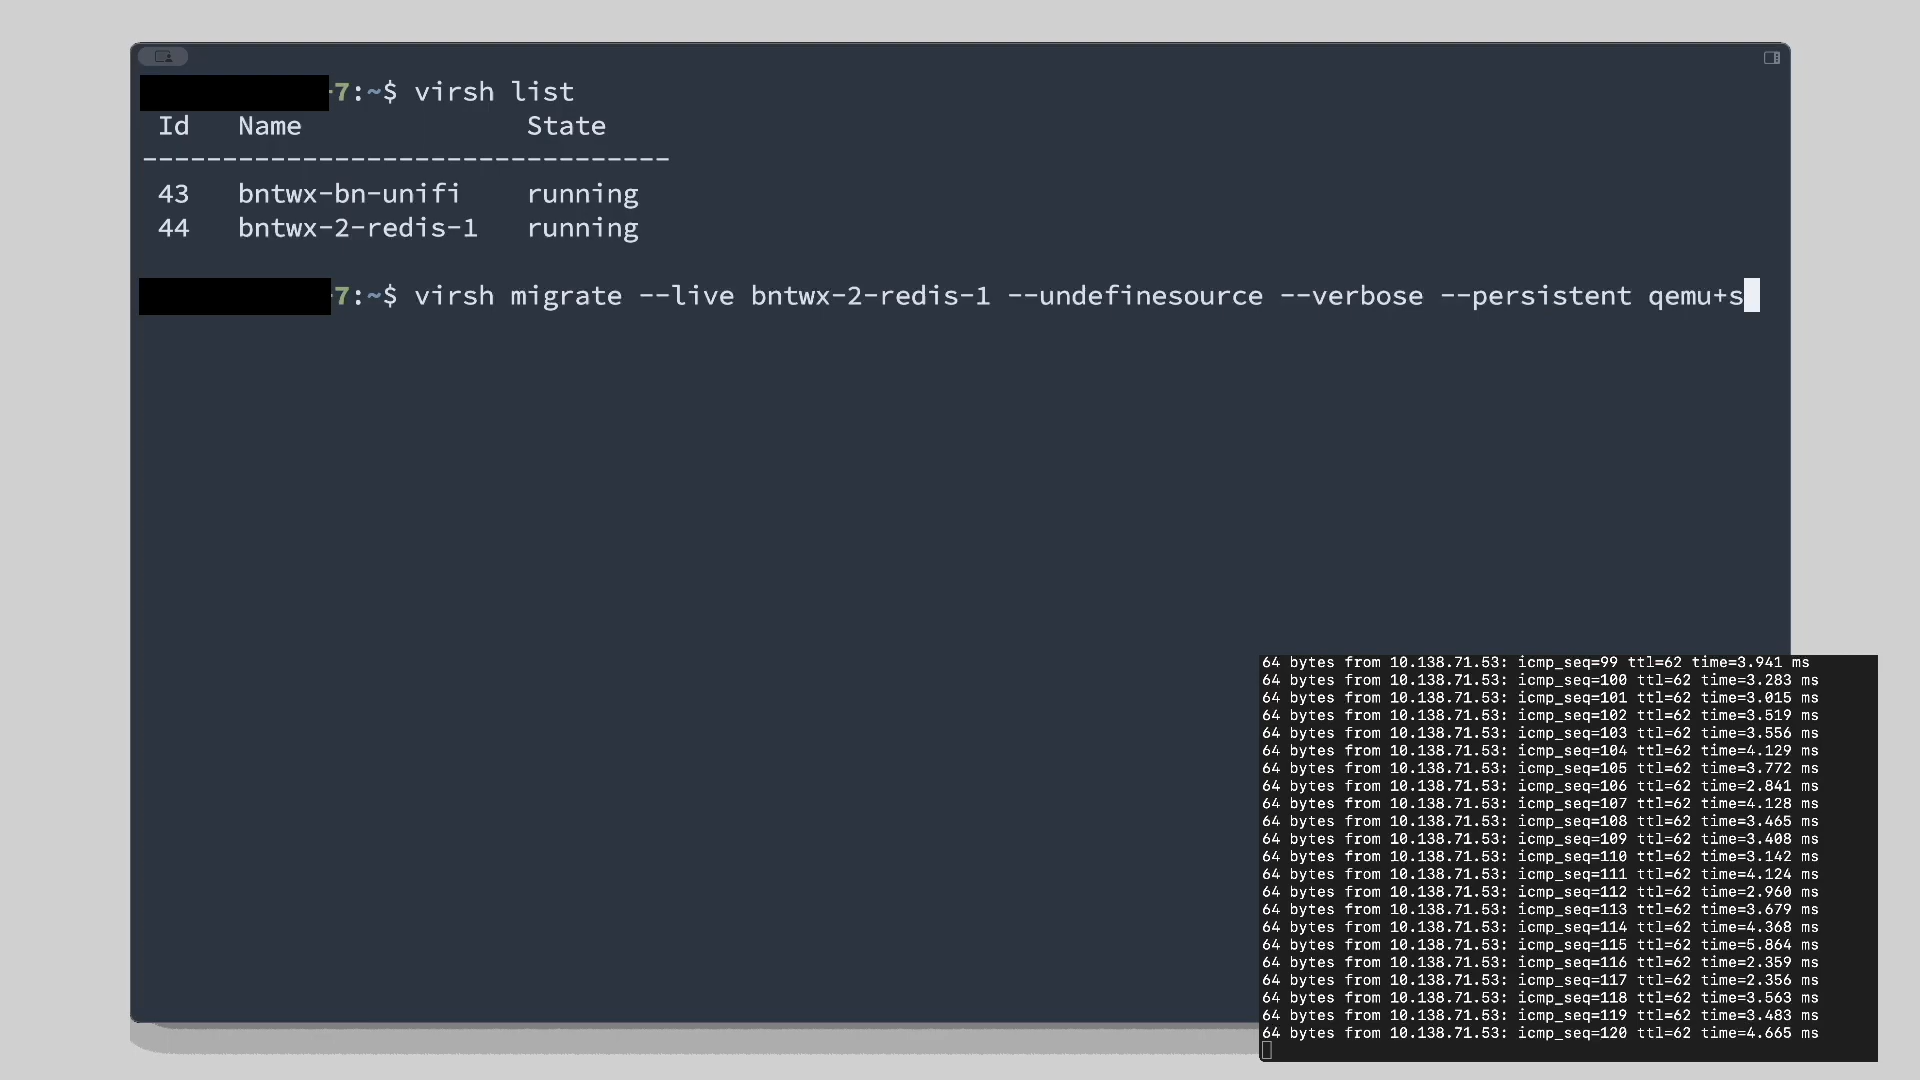 -7:~$ virsh list
Id Name State
---------------------------------
43 bntwx-bn-unifi running
44 bntwx-2-redis-1 running
-7:~$ virsh migrate --live bntwx-2-redis-1 --undefinesource --verbose --persistent qemu+s
64 bytes from 10.138.71.53: icmp_seq=99 ttl=62 time=3.941 ms
64 bytes from 10.138.71.53: icmp_seq=100 ttl=62 time=3.283 ms
64 bytes from 10.138.71.53: icmp_seq=101 ttl=62 time=3.015 ms
64 bytes from 10.138.71.53: icmp_seq=102 ttl=62 time=3.519 ms
64 bytes from 10.138.71.53: icmp_seq=103 ttl=62 time=3.556 ms
64 bytes from 10.138.71.53: icmp_seq=104 ttl=62 time=4.129 ms
64 bytes from 10.138.71.53: icmp_seq=105 ttl=62 time=3.772 ms
64 bytes from 10.138.71.53: icmp_seq=106 ttl=62 time=2.841 ms
64 bytes from 10.138.71.53: icmp_seq=107 ttl=62 time=4.128 ms
64 bytes from 10.138.71.53: icmp_seq=108 ttl=62 time=3.465 ms
64 bytes from 10.138.71.53: icmp_seq=109 ttl=62 time=3.408 ms
64 bytes from 10.138.71.53: icmp_seq=110 ttl=62 time=3.142 ms
64 bytes from 10.138.71.53: icmp_seq=111 ttl=62 time=4.124 ms
64 bytes from 10.138.71.53: icmp_seq=112 ttl=62 time=2.960 ms
64 bytes from 10.138.71.53: icmp_seq=113 ttl=62 time=3.679 ms
64 bytes from 10.138.71.53: icmp_seq=114 ttl=62 time=4.368 ms
64 bytes from 10.138.71.53: icmp_seq=115 ttl=62 time=5.864 ms
64 bytes from 10.138.71.53: icmp_seq=116 ttl=62 time=2.359 ms
64 bytes from 10.138.71.53: icmp_seq=117 ttl=62 time=2.356 ms
64 bytes from 10.138.71.53: icmp_seq=118 ttl=62 time=3.563 ms
64 bytes from 10.138.71.53: icmp_seq=119 ttl=62 time=3.483 ms
64 bytes from 10.138.71.53: icmp_seq=120 ttl=62 time=4.665 ms